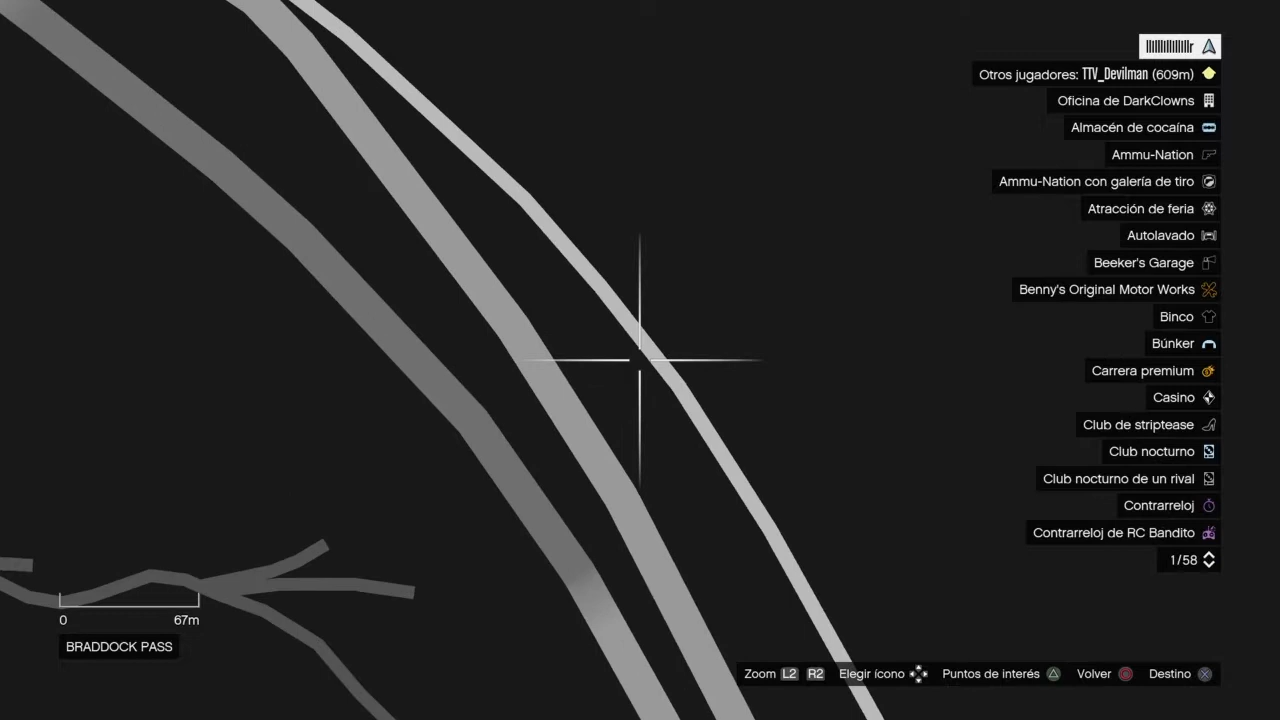 IIIIIIIIIIIIIr
Otros jugadores: TTV_Devilman (609m)
Oficina de DarkClowns
Almacén de cocaína
Ammu-Nation
Ammu-Nation con galería de tiro
Atracción de feria
Autolavado
Beeker's Garage
Benny's Original Motor Works
Binco
Búnker
Carrera premium
Casino
Club de striptease
Club nocturno
Club nocturno de un rival
Contrarreloj
Contrarreloj de RC Bandito
1/58
0 67m
BRADDOCK PASS
Zoom L2 R2 Elegir ícono Puntos de interés Volver Destino